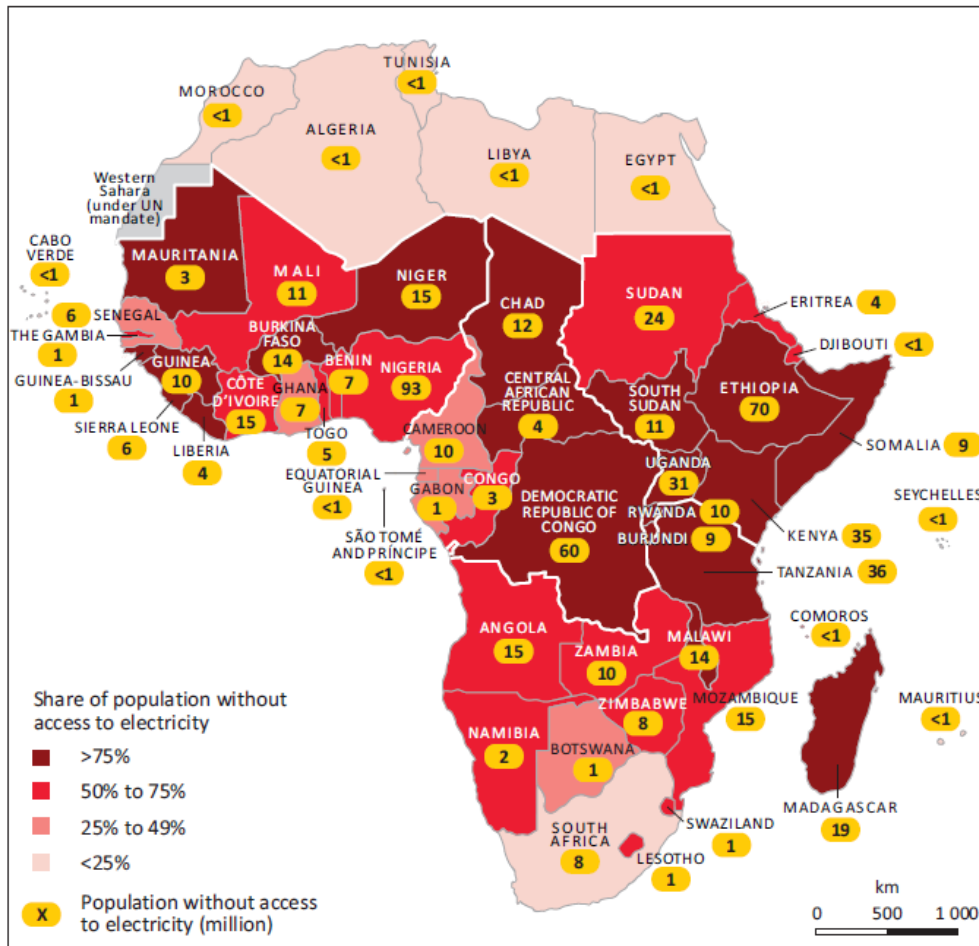 TUNISIA
<1
MOROCCO
<1
ALGERIA
<1
LIBYA
<1
EGYPT
<1
Western
Sahara
(under UN
mandate)
CABO
VERDE
<1
MAURITANIA
3
MALI
11
NIGER
15
CHAD
12
SUDAN
24
ERITREA 4
DJIBOUTI <1
6 SENEGAL
THE GAMBIA
1
GUINEA-BISSAU
1
GUINEA
10
SIERRA LEONE
6
LIBERIA
4
BURKINA
FASO
14
CÔTE
D'IVOIRE
15
GHANA
7
TOGO
5
BENIN
7
NIGERIA
93
CENTRAL
AFRICAN
REPUBLIC
4
SOUTH
SUDAN
11
ETHIOPIA
70
SOMALIA 9
CAMEROON
10
EQUATORIAL
GUINEA
<1
GABON
1
CONGO
3
SÃO TOMÉ
AND PRÍNCIPE
<1
DEMOCRATIC
REPUBLIC OF
CONGO
60
UGANDA
31
RWANDA 10
BURUNDI 9
KENYA 35
TANZANIA 36
SEYCHELLES
<1
COMOROS
<1
ANGOLA
15
ZAMBIA
10
MALAWI
14
MOZAMBIQUE
15
ZIMBABWE
8
NAMIBIA
2
BOTSWANA
1
MAURITIUS
<1
MADAGASCAR
19
SOUTH
AFRICA
8
SWAZILAND
1
LESOTHO
1
Share of population without
access to electricity
>75%
50% to 75%
25% to 49%
<25%
X Population without access
to electricity (million)
km
0 500 1 000